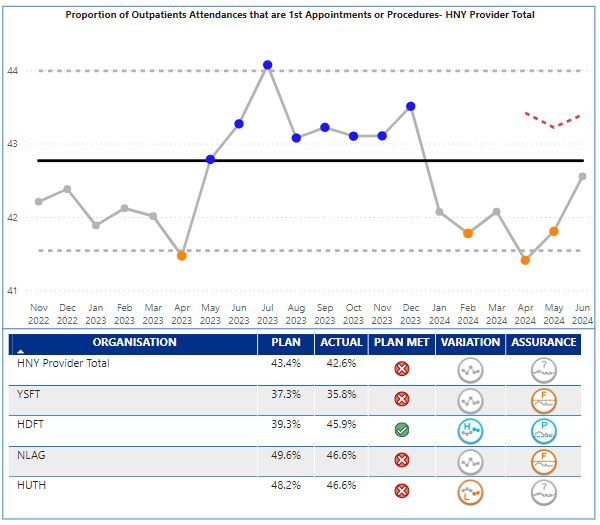 Proportion of Outpatients Attendances that are 1st Appointments or Procedures- HNY Provider Total
44
43
42
41
Nov Dec Jan Feb Mar Apr May Jun Jul Aug Sep Oct Nov Dec Jan Feb Mar Apr May Jun
2022 2022 2023 2023 2023 2023 2023 2023 2023 2023 2023 2023 2023 2023 2024 2024 2024 2024 2024 2024
ORGANISATION PLAN ACTUAL PLAN MET VARIATION ASSURANCE
HNY Provider Total 43.4% 42.6% ?
YSFT 37.3% 35.8% F
HDFT 39.3% 45.9% H P
NLAG 49.6% 46.6% F
HUTH 48.2% 46.6% L ?